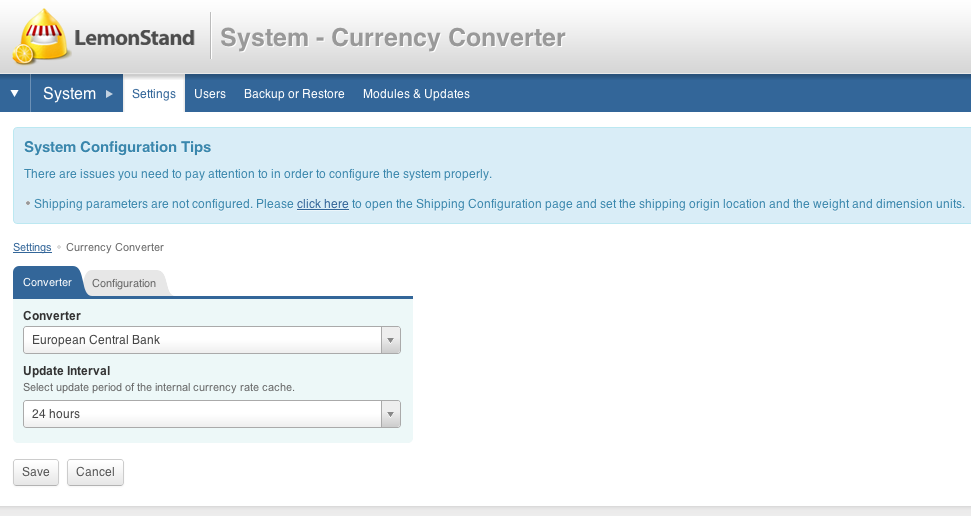 LemonStand
System - Currency Converter
System
Settings
Users
Backup or Restore
Modules & Updates
System Configuration Tips
There are issues you need to pay attention to in order to configure the system properly.
• Shipping parameters are not configured. Please click here to open the Shipping Configuration page and set the shipping origin location and the weight and dimension units.
Settings • Currency Converter
Converter
Configuration
Converter
European Central Bank
Update Interval
Select update period of the internal currency rate cache.
24 hours
Save
Cancel